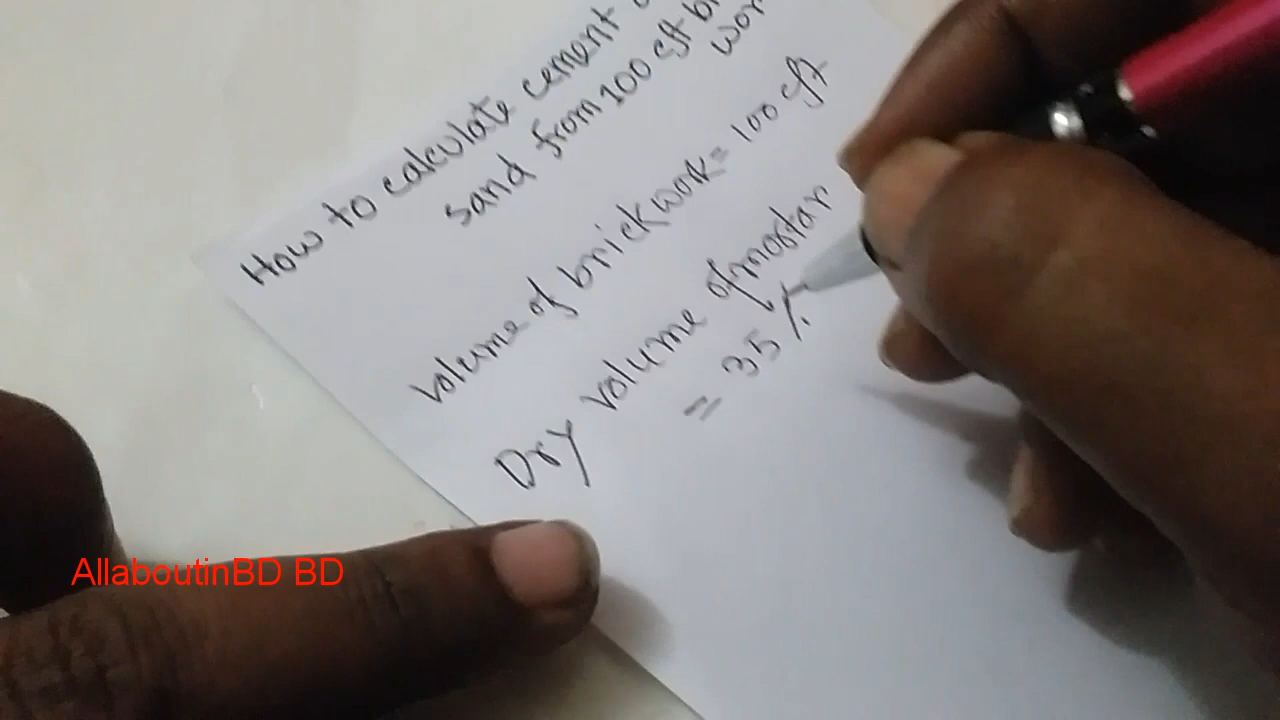 How to calculate cement
sand from 100 cft
wor
volume of brickwork = 100 cft
Dry volume of mortar
= 35 %
AllaboutinBD BD